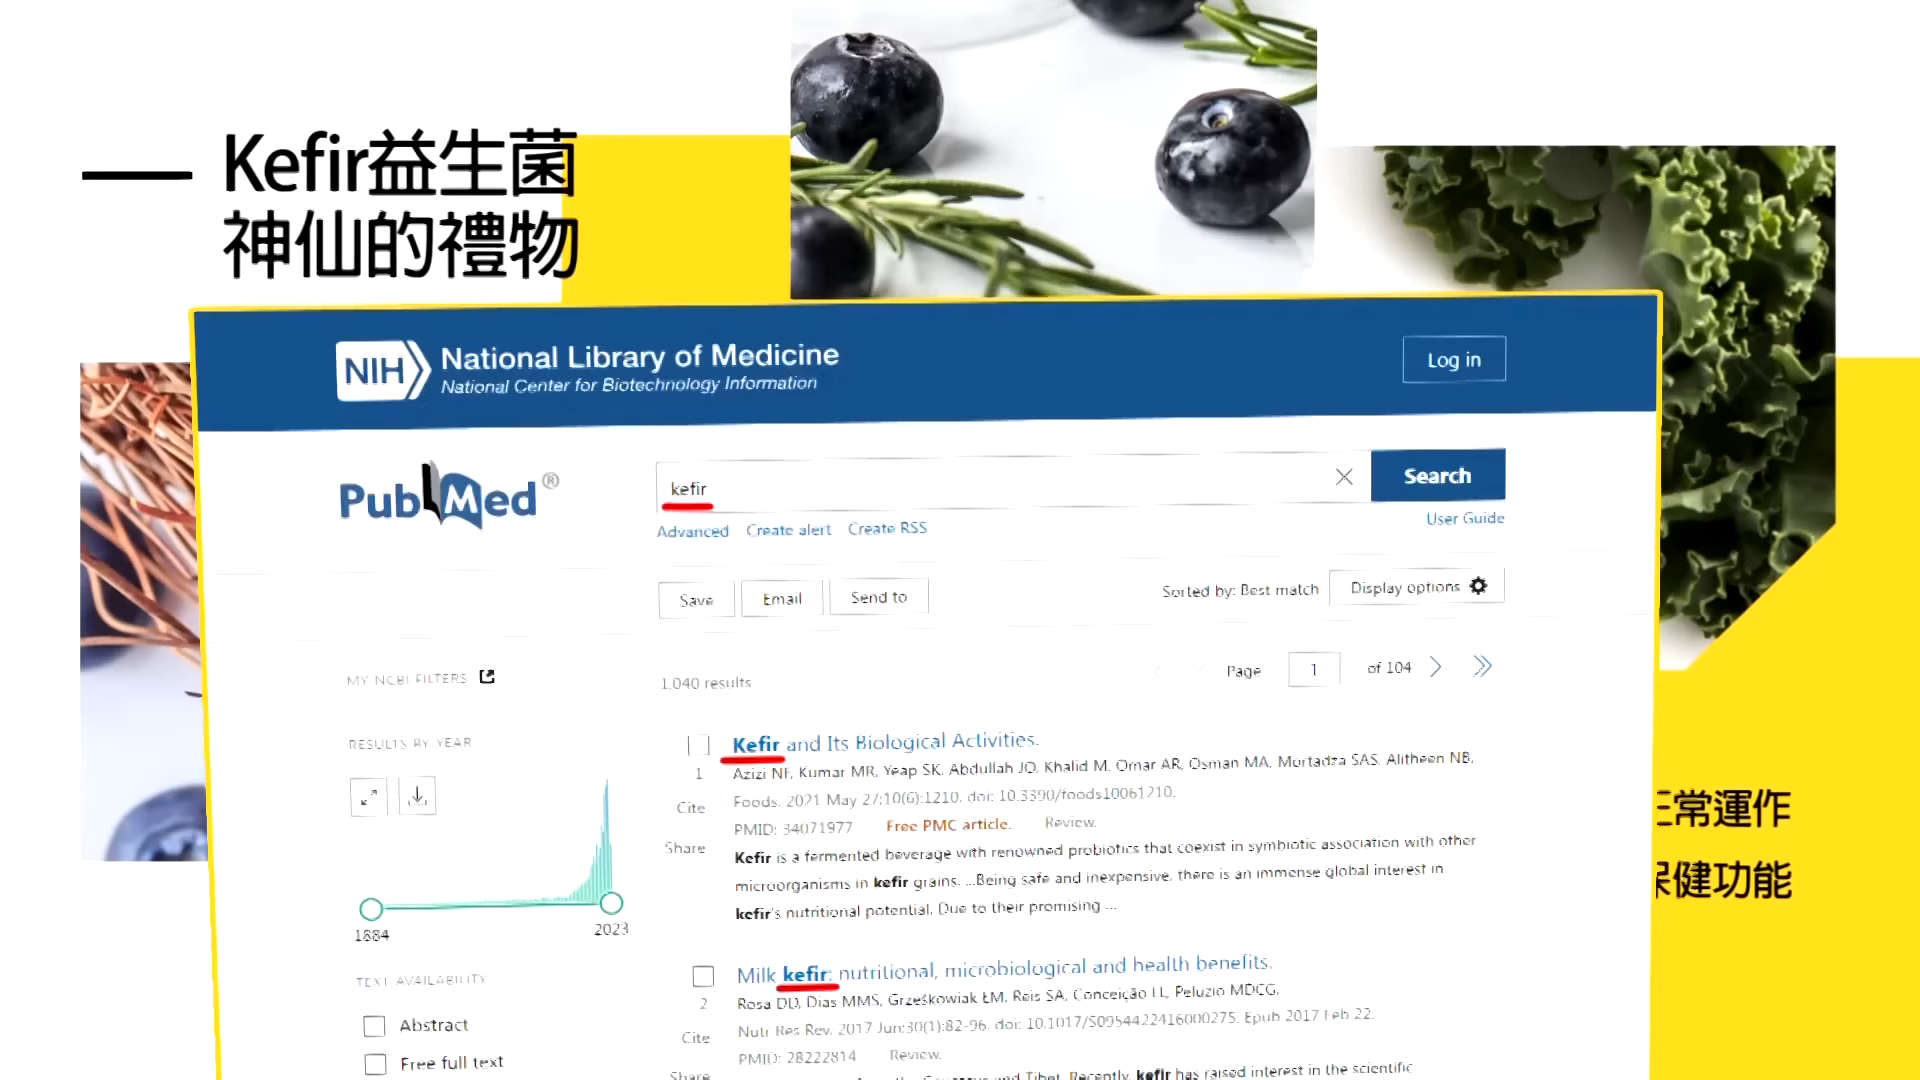 Kefir益生菌
神仙的禮物
NIH National Library of Medicine
National Center for Biotechnology Information
Log in
PubMed®
kefir
Search
Advanced Create alert Create RSS
User Guide
Save Email Send to
Sorted by: Best match Display options
MY NCBI FILTERS
1,040 results
Page 1 of 104
RESULTS BY YEAR
1884
2023
TEXT AVAILABILITY
Abstract
Free full text
Kefir and Its Biological Activities.
1
Azizi NF, Kumar MR, Yeap SK, Abdullah JO, Khalid M, Omar AR, Osman MA, Mortadza SAS, Alitheen NB.
Cite
Foods. 2021 May 27;10(6):1210. doi: 10.3390/foods10061210.
PMID: 34071977 Free PMC article. Review.
Share
Kefir is a fermented beverage with renowned probiotics that coexist in symbiotic association with other
microorganisms in kefir grains. ...Being safe and inexpensive, there is an immense global interest in
kefir's nutritional potential. Due to their promising ...
Milk kefir: nutritional, microbiological and health benefits.
2
Rosa DD, Dias MMS, Grześkowiak ŁM, Reis SA, Conceição LL, Peluzio MDCG.
Cite
Nutr Res Rev. 2017 Jun;30(1):82-96. doi: 10.1017/S0954422416000275. Epub 2017 Feb 22.
PMID: 28222814 Review.
Share
and Tibet. Recently, kefir has raised interest in the scientific
正常運作
保健功能